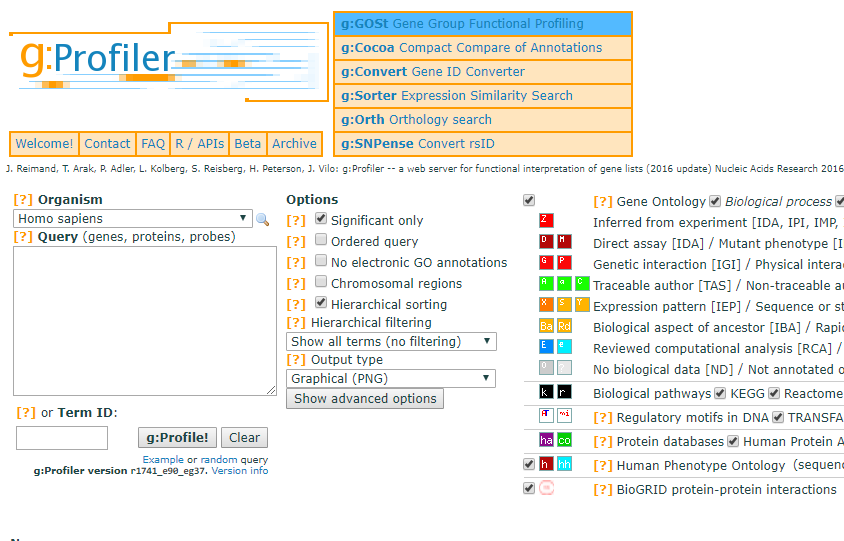 g:Profiler
g:GOSt Gene Group Functional Profiling
g:Cocoa Compact Compare of Annotations
g:Convert Gene ID Converter
g:Sorter Expression Similarity Search
g:Orth Orthology search
g:SNPense Convert rsID
Welcome! Contact FAQ R / APIs Beta Archive
J. Reimand, T. Arak, P. Adler, L. Kolberg, S. Reisberg, H. Peterson, J. Vilo: g:Profiler -- a web server for functional interpretation of gene lists (2016 update) Nucleic Acids Research 2016
[?] Organism
Homo sapiens
[?] Query (genes, proteins, probes)
[?] or Term ID:
g:Profile! Clear
Example or random query
g:Profiler version r1741_e90_eg37. Version info
Options
[?] Significant only
[?] Ordered query
[?] No electronic GO annotations
[?] Chromosomal regions
[?] Hierarchical sorting
[?] Hierarchical filtering
Show all terms (no filtering)
[?] Output type
Graphical (PNG)
Show advanced options
[?] Gene Ontology Biological process
Z Inferred from experiment [IDA, IPI, IMP,
D M Direct assay [IDA] / Mutant phenotype [I
G P Genetic interaction [IGI] / Physical intera
A a C Traceable author [TAS] / Non-traceable au
X S Y Expression pattern [IEP] / Sequence or st
Ba Rd Biological aspect of ancestor [IBA] / Rapi
E e Reviewed computational analysis [RCA] /
No biological data [ND] / Not annotated o
k r Biological pathways KEGG Reactome
[?] Regulatory motifs in DNA TRANSFA
ha co [?] Protein databases Human Protein A
h hh [?] Human Phenotype Ontology (sequenc
[?] BioGRID protein-protein interactions